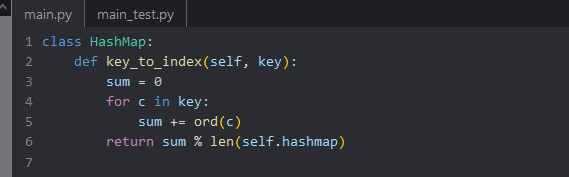 main.py main_test.py
1 class HashMap:
2     def key_to_index(self, key):
3         sum = 0
4         for c in key:
5             sum += ord(c)
6         return sum % len(self.hashmap)
7